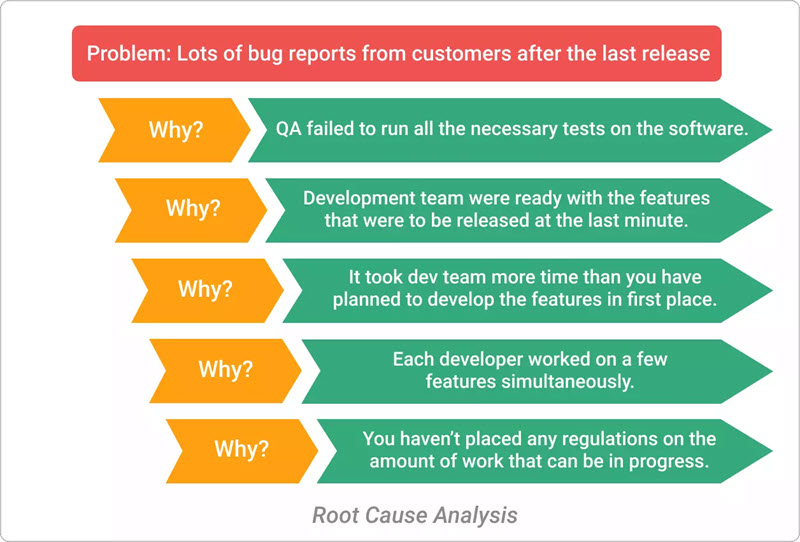 Problem: Lots of bug reports from customers after the last release
Why?
QA failed to run all the necessary tests on the software.
Why?
Development team were ready with the features
that were to be released at the last minute.
Why?
It took dev team more time than you have
planned to develop the features in first place.
Why?
Each developer worked on a few
features simultaneously.
Why?
You haven’t placed any regulations on the
amount of work that can be in progress.
Root Cause Analysis